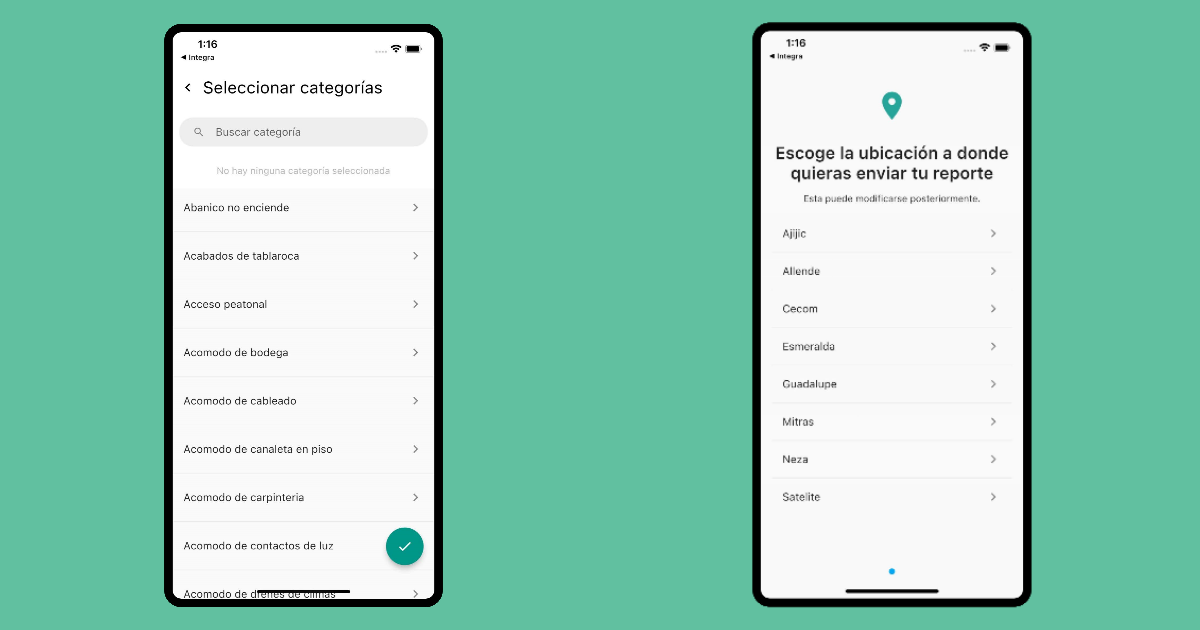 1:16
Integra
Seleccionar categorías
Buscar categoría
No hay ninguna categoría seleccionada
Abanico no enciende
Acabados de tablaroca
Acceso peatonal
Acomodo de bodega
Acomodo de cableado
Acomodo de canaleta en piso
Acomodo de carpinteria
Acomodo de contactos de luz
Acomodo de drenes de climas
1:16
Integra
Escoge la ubicación a donde
quieras enviar tu reporte
Esta puede modificarse posteriormente.
Ajijic
Allende
Cecom
Esmeralda
Guadalupe
Mitras
Neza
Satelite